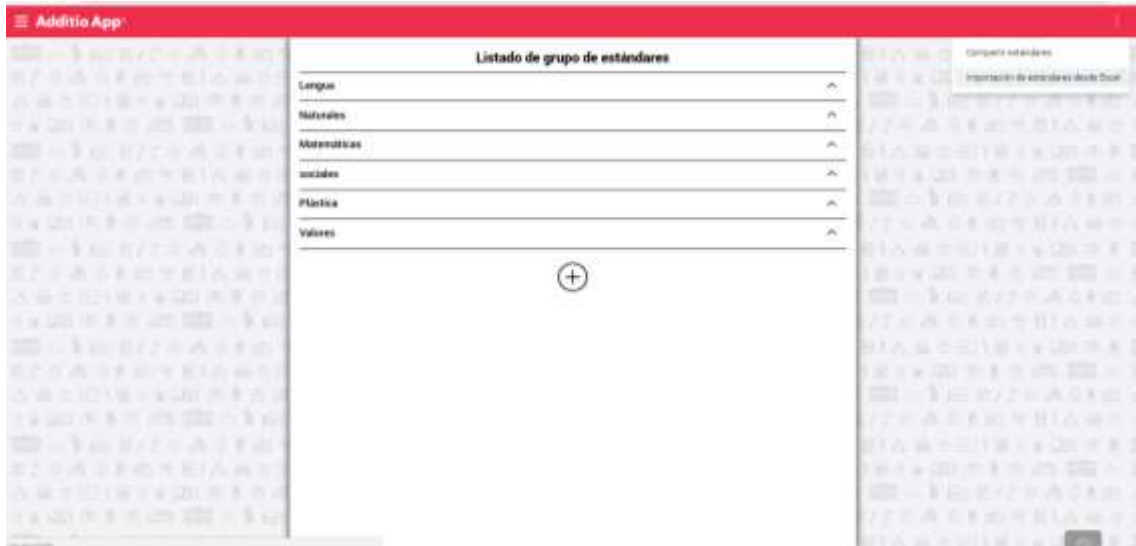 Additio App
Listado de grupo de estándares
Compartir estándares
Importación de estándares desde Excel
Lengua
Naturales
Matemáticas
sociales
Plástica
Valores